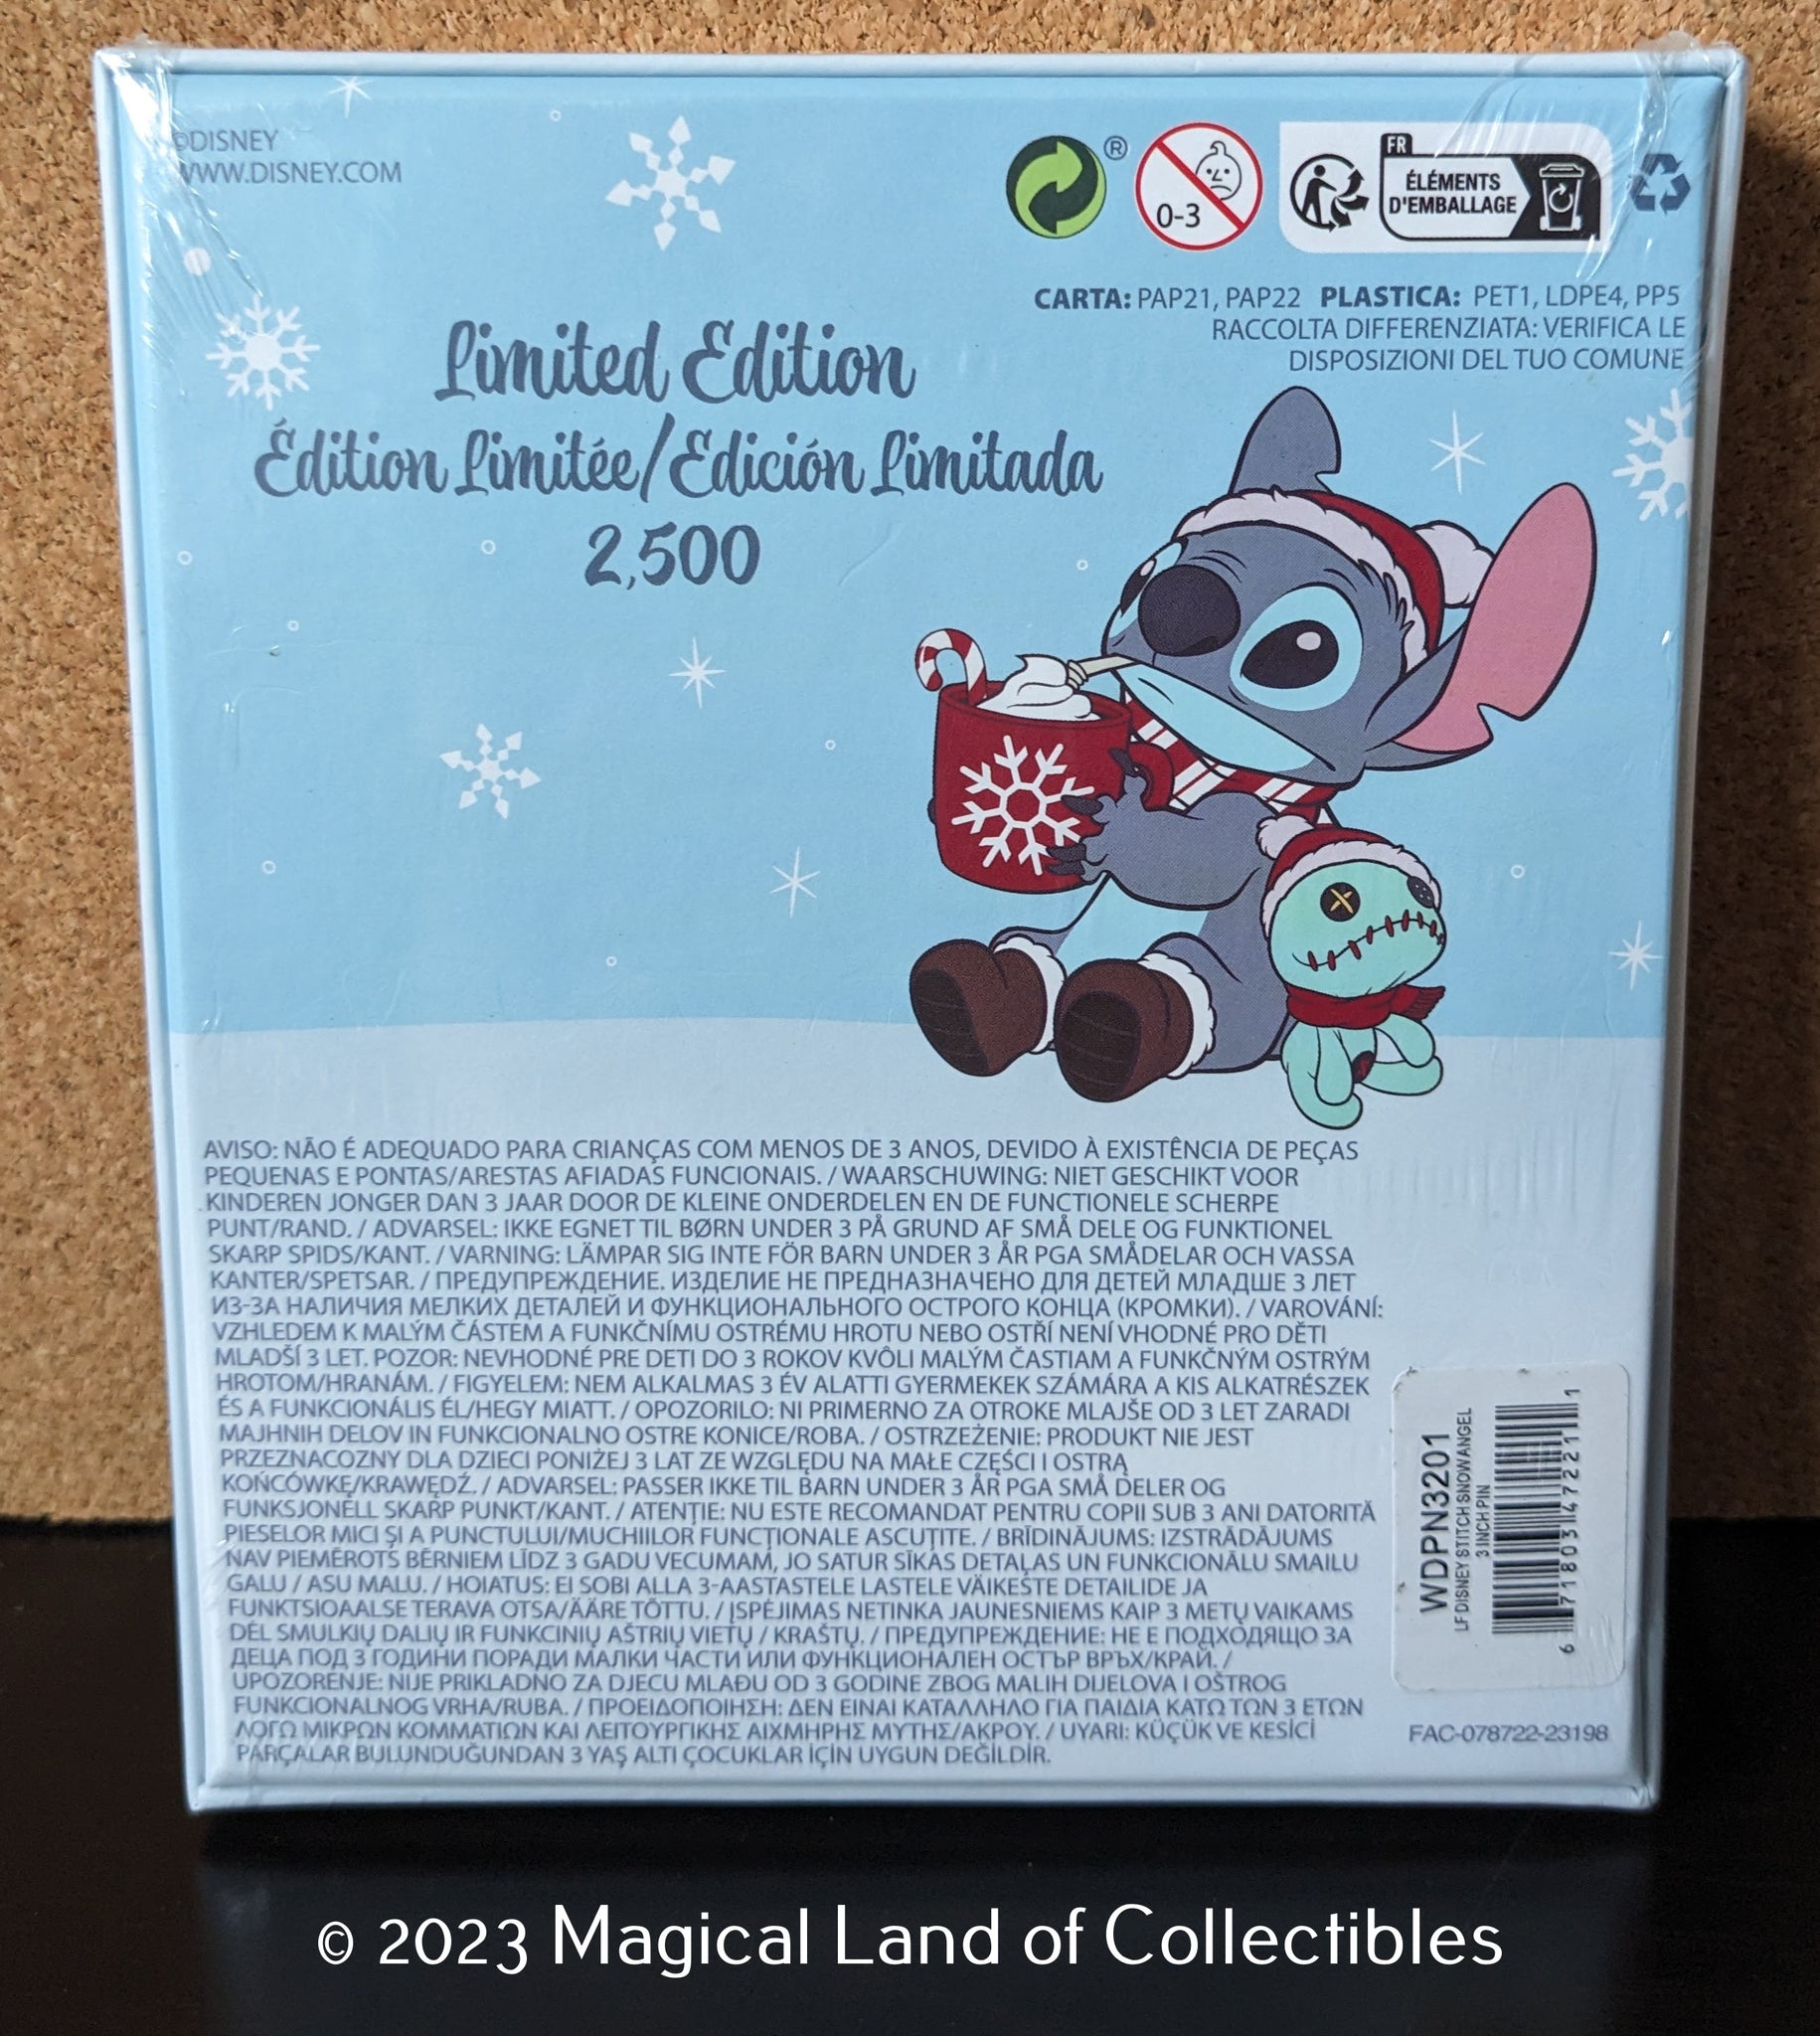 ©DISNEY
WWW.DISNEY.COM
®
0-3
FR
ÉLÉMENTS
D'EMBALLAGE
CARTA: PAP21, PAP22 PLASTICA: PET1, LDPE4, PP5
RACCOLTA DIFFERENZIATA: VERIFICA LE
DISPOSIZIONI DEL TUO COMUNE
Limited Edition
Édition Limitée/Edición Limitada
2,500
AVISO: NÃO É ADEQUADO PARA CRIANÇAS COM MENOS DE 3 ANOS, DEVIDO À EXISTÊNCIA DE PEÇAS
PEQUENAS E PONTAS/ARESTAS AFIADAS FUNCIONAIS. / WAARSCHUWING: NIET GESCHIKT VOOR
KINDEREN JONGER DAN 3 JAAR DOOR DE KLEINE ONDERDELEN EN DE FUNCTIONELE SCHERPE
PUNT/RAND. / ADVARSEL: IKKE EGNET TIL BØRN UNDER 3 PÅ GRUND AF SMÅ DELE OG FUNKTIONEL
SKARP SPIDS/KANT. / VARNING: LÄMPAR SIG INTE FÖR BARN UNDER 3 ÅR PGA SMÅDELAR OCH VASSA
KANTER/SPETSAR. / ПРЕДУПРЕЖДЕНИЕ. ИЗДЕЛИЕ НЕ ПРЕДНАЗНАЧЕНО ДЛЯ ДЕТЕЙ МЛАДШЕ 3 ЛЕТ
ИЗ-ЗА НАЛИЧИЯ МЕЛКИХ ДЕТАЛЕЙ И ФУНКЦИОНАЛЬНОГО ОСТРОГО КОНЦА (КРОМКИ). / VAROVÁNÍ:
VZHLEDEM K MALÝM ČÁSTEM A FUNKČNÍMU OSTRÉMU HROTU NEBO OSTŘÍ NENÍ VHODNÉ PRO DĚTI
MLADŠÍ 3 LET. POZOR: NEVHODNÉ PRE DETI DO 3 ROKOV KVÔLI MALÝM ČASTIAM A FUNKČNÝM OSTRÝM
HROTOM/HRANÁM. / FIGYELEM: NEM ALKALMAS 3 ÉV ALATTI GYERMEKEK SZÁMÁRA A KIS ALKATRÉSZEK
ÉS A FUNKCIONÁLIS ÉL/HEGY MIATT. / OPOZORILO: NI PRIMERNO ZA OTROKE MLAJŠE OD 3 LET ZARADI
MAJHNIH DELOV IN FUNKCIONALNO OSTRE KONICE/ROBA. / OSTRZEŻENIE: PRODUKT NIE JEST
PRZEZNACOZNY DLA DZIECI PONIŻEJ 3 LAT ZE WZGLĘDU NA MAŁE CZĘŚCI I OSTRĄ
KOŃCÓWKĘ/KRAWĘDŹ. / ADVARSEL: PASSER IKKE TIL BARN UNDER 3 ÅR PGA SMÅ DELER OG
FUNKSJONELL SKARP PUNKT/KANT. / ATENȚIE: NU ESTE RECOMANDAT PENTRU COPII SUB 3 ANI DATORITĂ
PIESELOR MICI ȘI A PUNCTULUI/MUCHIILOR FUNCȚIONALE ASCUȚITE. / BRĪDINĀJUMS: IZSTRĀDĀJUMS
NAV PIEMĒROTS BĒRNIEM LĪDZ 3 GADU VECUMAM, JO SATUR SĪKAS DETAĻAS UN FUNKCIONĀLU SMAILU
GALU / ASU MALU. / HOIATUS: EI SOBI ALLA 3-AASTASTELE LASTELE VÄIKESTE DETAILIDE JA
FUNKTSIOAALSE TERAVA OTSA/ÄÄRE TÕTTU. / ĮSPĖJIMAS NETINKA JAUNESNIEMS KAIP 3 METŲ VAIKAMS
DĖL SMULKIŲ DALIŲ IR FUNKCINIŲ AŠTRIŲ VIETŲ / KRAŠTŲ. / ПРЕДУПРЕЖДЕНИЕ: НЕ Е ПОДХОДЯЩО ЗА
ДЕЦА ПОД 3 ГОДИНИ ПОРАДИ МАЛКИ ЧАСТИ ИЛИ ФУНКЦИОНАЛЕН ОСТЪР ВРЪХ/КРАЙ. /
UPOZORENJE: NIJE PRIKLADNO ZA DJECU MLAĐU OD 3 GODINE ZBOG MALIH DIJELOVA I OŠTROG
FUNKCIONALNOG VRHA/RUBA. / ΠΡΟΕΙΔΟΠΟΙΗΣΗ: ΔΕΝ ΕΙΝΑΙ ΚΑΤΑΛΛΗΛΟ ΓΙΑ ΠΑΙΔΙΑ ΚΑΤΩ ΤΩΝ 3 ΕΤΩΝ
ΛΟΓΩ ΜΙΚΡΩΝ ΚΟΜΜΑΤΙΩΝ ΚΑΙ ΛΕΙΤΟΥΡΓΙΚΗΣ ΑΙΧΜΗΡΗΣ ΜΥΤΗΣ/ΑΚΡΟΥ. / UYARI: KÜÇÜK VE KESİCİ
PARÇALAR BULUNDUĞUNDAN 3 YAŞ ALTI ÇOCUKLAR İÇİN UYGUN DEĞİLDİR.
WDPN3201
LF DISNEY STITCH SNOW ANGEL
3 INCH PIN
6 71803 47221 1
FAC-078722-23198
© 2023 Magical Land of Collectibles